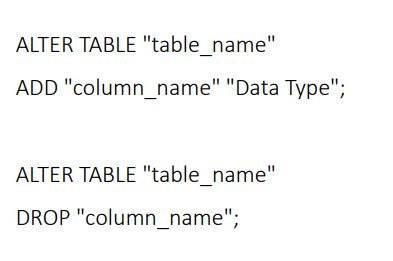 ALTER TABLE "table_name"
ADD "column_name" "Data Type";
ALTER TABLE "table_name"
DROP "column_name";